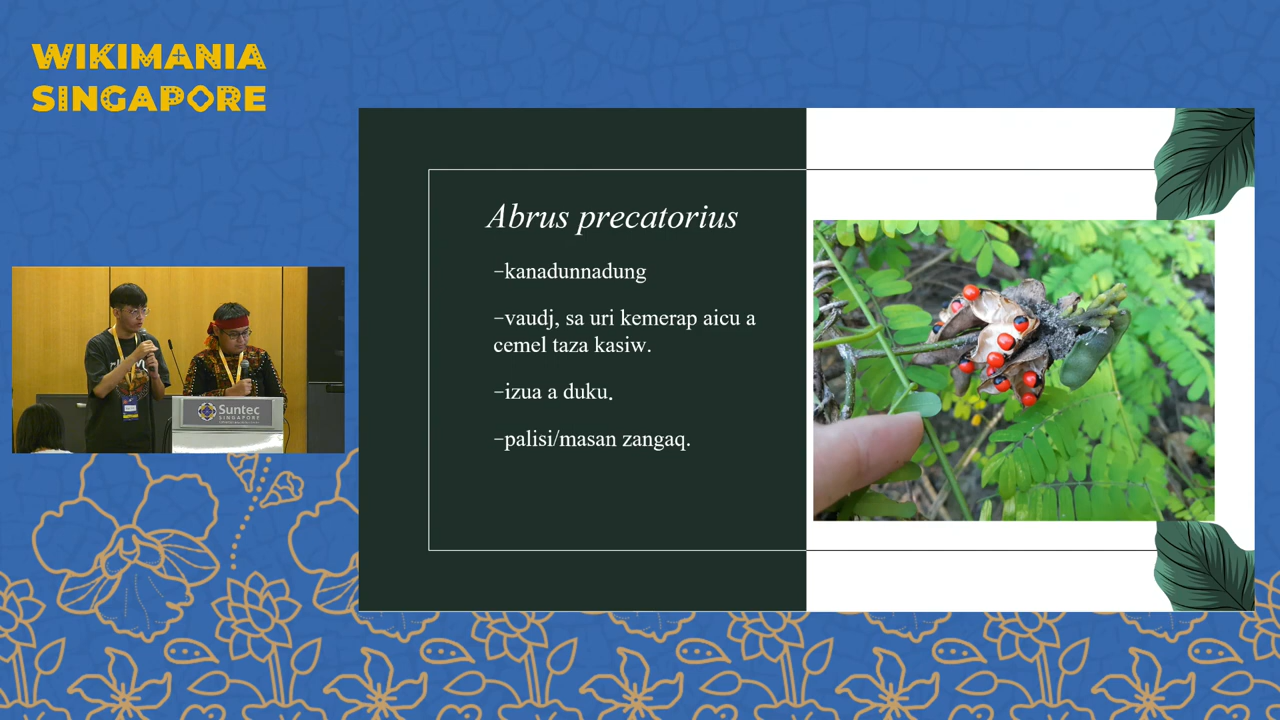 WIKIMANIA
SINGAPORE
Abrus precatorius
–kanadunnadung
–vaudj, sa uri kemerap aicu a
cemel taza kasiw.
–izua a duku.
–palisi/masan zangaq.
Suntec
SINGAPORE